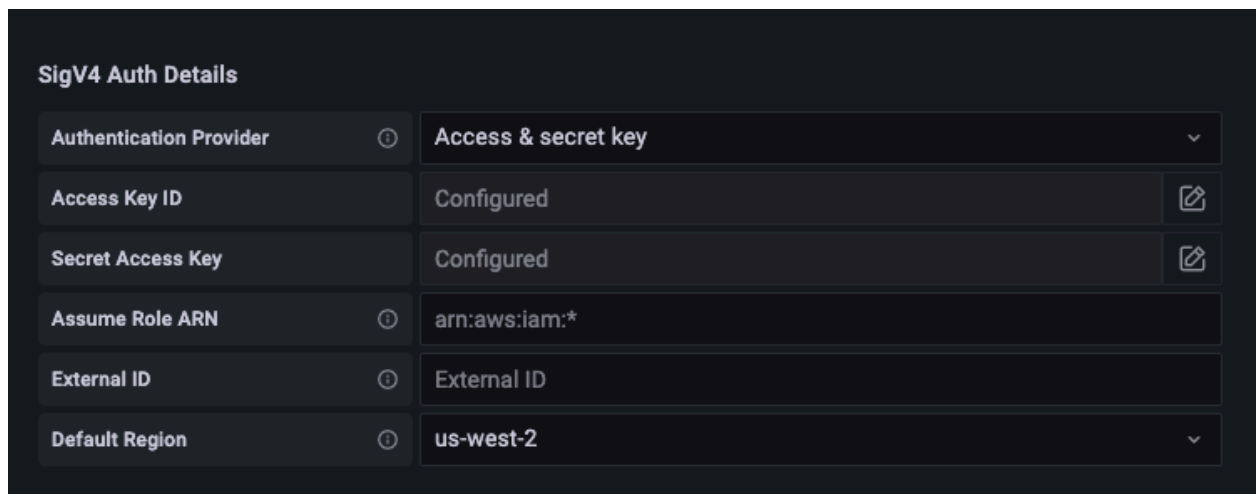 SigV4 Auth Details
Authentication Provider Access & secret key
Access Key ID Configured
Secret Access Key Configured
Assume Role ARN arn:aws:iam:*
External ID External ID
Default Region us-west-2